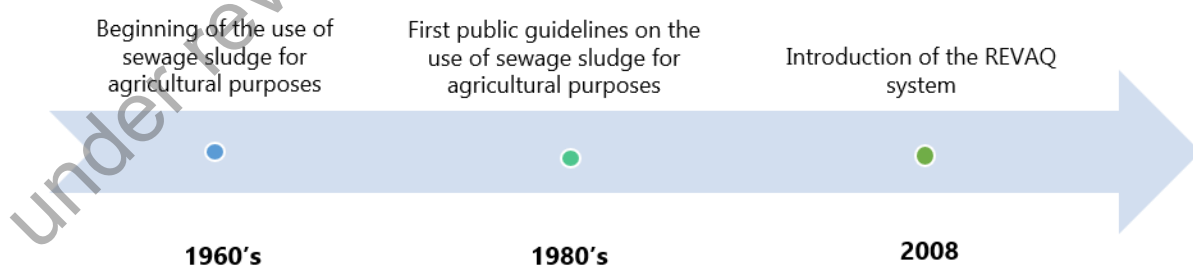 Beginning of the use of
sewage sludge for
agricultural purposes
First public guidelines on the
use of sewage sludge for
agricultural purposes
Introduction of the REVAQ
system
1960's
1980's
2008
under rev